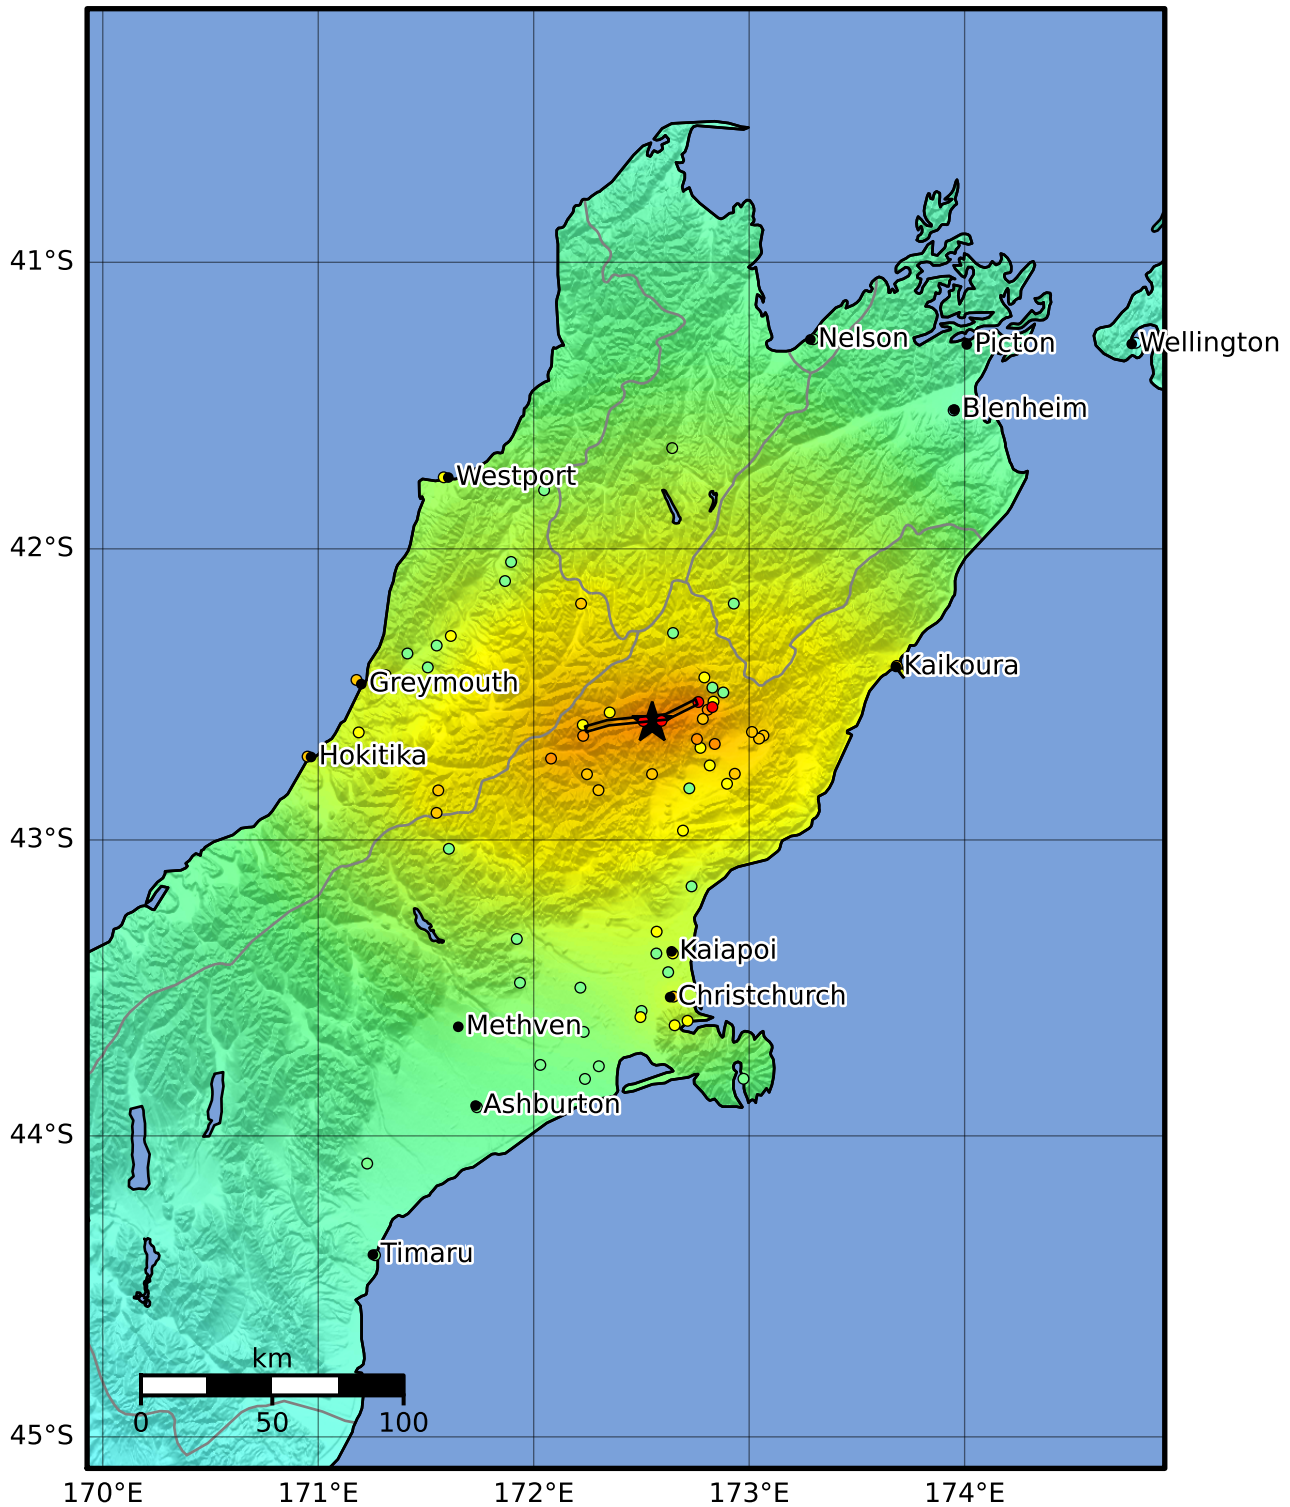 41°S
Nelson
Picton
Wellington
Blenheim
Westport
42°S
Kaikoura
Greymouth
Hokitika
43°S
Kaiapoi
Christchurch
Methven
Ashburton
44°S
Timaru
km
0 50 100
45°S
170°E 171°E 172°E 173°E 174°E